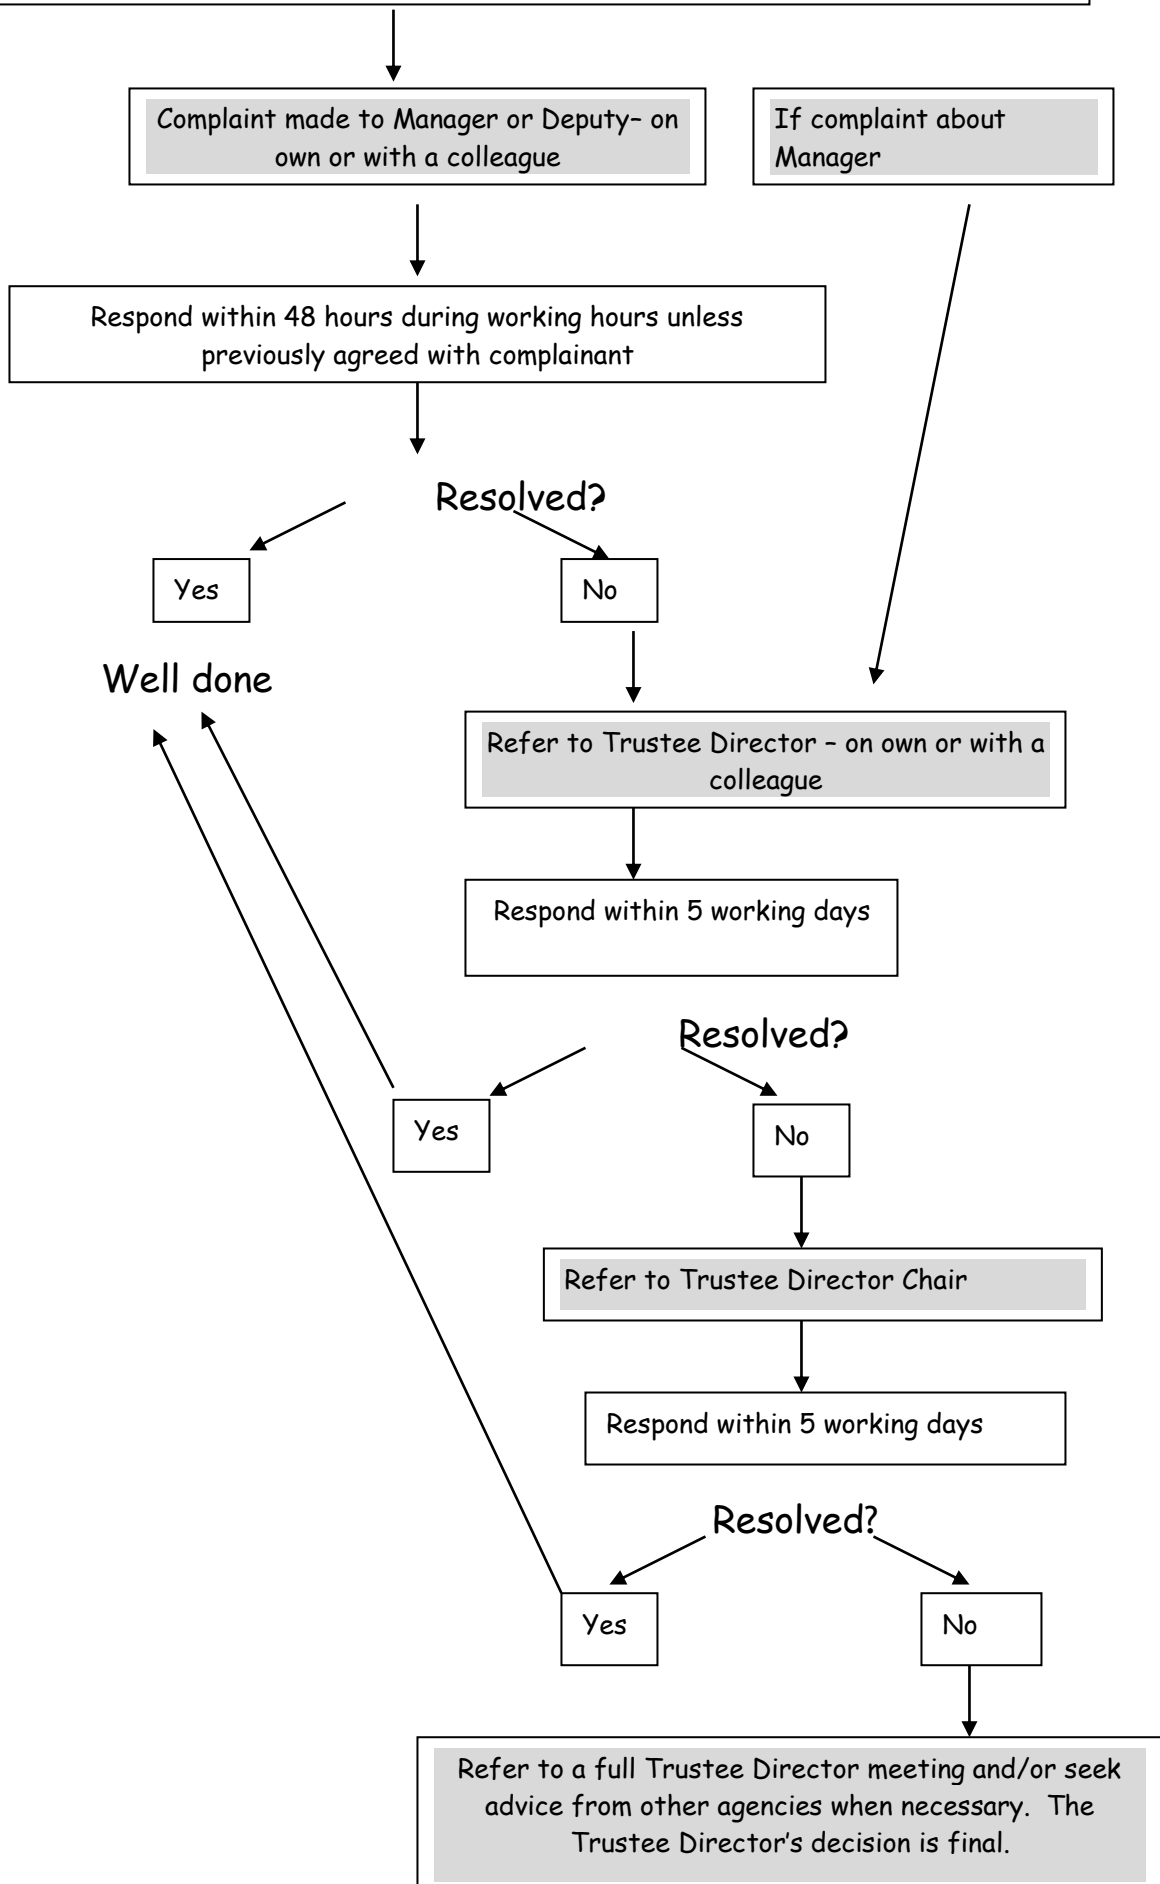 Complaint made to Manager or Deputy– on
own or with a colleague
If complaint about
Manager
Respond within 48 hours during working hours unless
previously agreed with complainant
Resolved?
Yes
No
Well done
Refer to Trustee Director – on own or with a
colleague
Respond within 5 working days
Resolved?
Yes
No
Refer to Trustee Director Chair
Respond within 5 working days
Resolved?
Yes
No
Refer to a full Trustee Director meeting and/or seek
advice from other agencies when necessary.  The
Trustee Director’s decision is final.